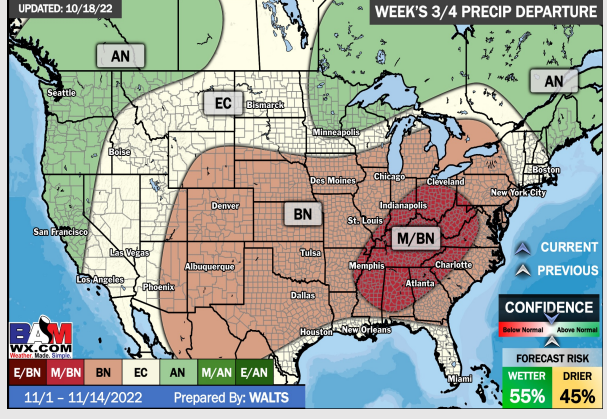 UPDATED: 10/18/22
WEEK'S 3/4 PRECIP DEPARTURE
AN
AN
Seattle
EC
Bismarck
Minneapolis
Boise
Boston
Des Moines
Chicago
Cleveland
New York City
Denver
BN
Indianapolis
St. Louis
San Francisco
M/BN
CURRENT
Las Vegas
Tulsa
Memphis
Charlotte
PREVIOUS
Los Angeles
Albuquerque
Phoenix
Atlanta
Dallas
CONFIDENCE
Houston
New Orleans
Below Normal
Above Normal
BAM
WX.COM
Weather. Made. Simple.
FORECAST RISK
E/BN M/BN BN EC AN M/AN E/AN
Miami
WETTER
DRIER
55%
45%
11/1 – 11/14/2022
Prepared By: WALTS